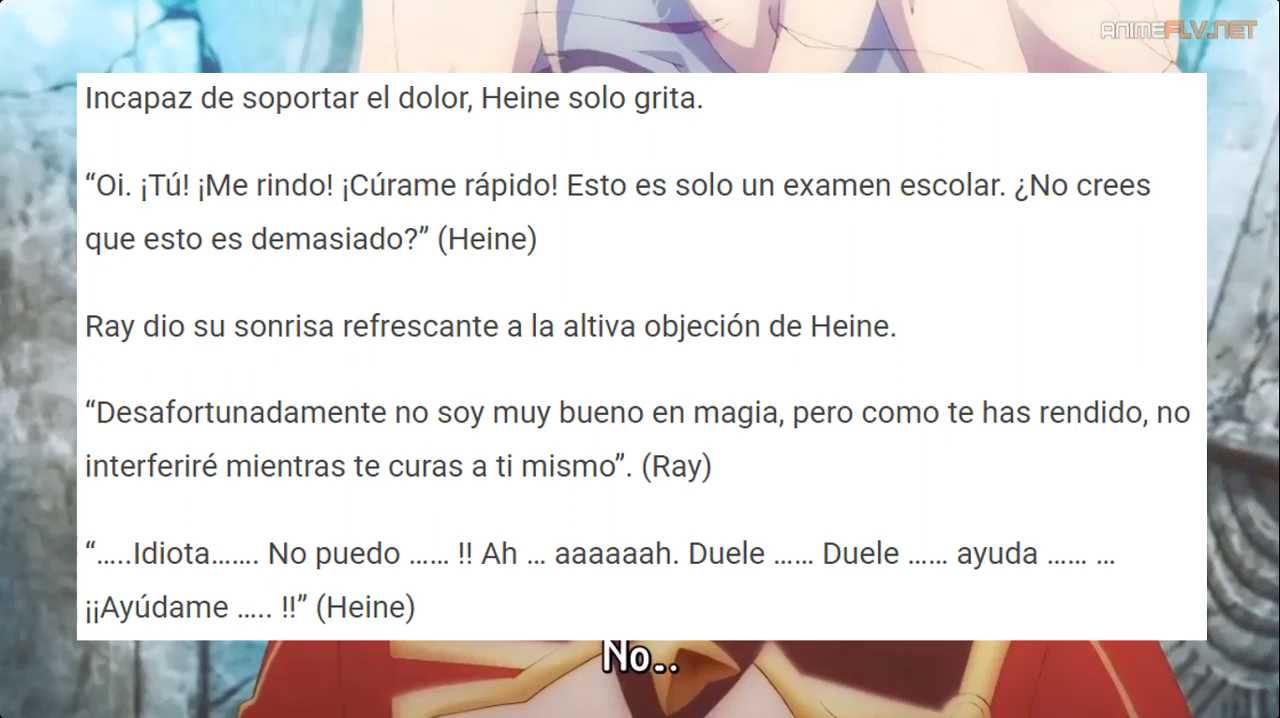 ANIMEFLV.NET
Incapaz de soportar el dolor, Heine solo grita.
“Oi. ¡Tú! ¡Me rindo! ¡Cúrame rápido! Esto es solo un examen escolar. ¿No crees
que esto es demasiado?” (Heine)
Ray dio su sonrisa refrescante a la altiva objeción de Heine.
“Desafortunadamente no soy muy bueno en magia, pero como te has rendido, no
interferiré mientras te curas a ti mismo”. (Ray)
“…..Idiota……. No puedo …… !! Ah … aaaaaah. Duele …… Duele …… ayuda …… …
¡¡Ayúdame ….. !!” (Heine)
No..